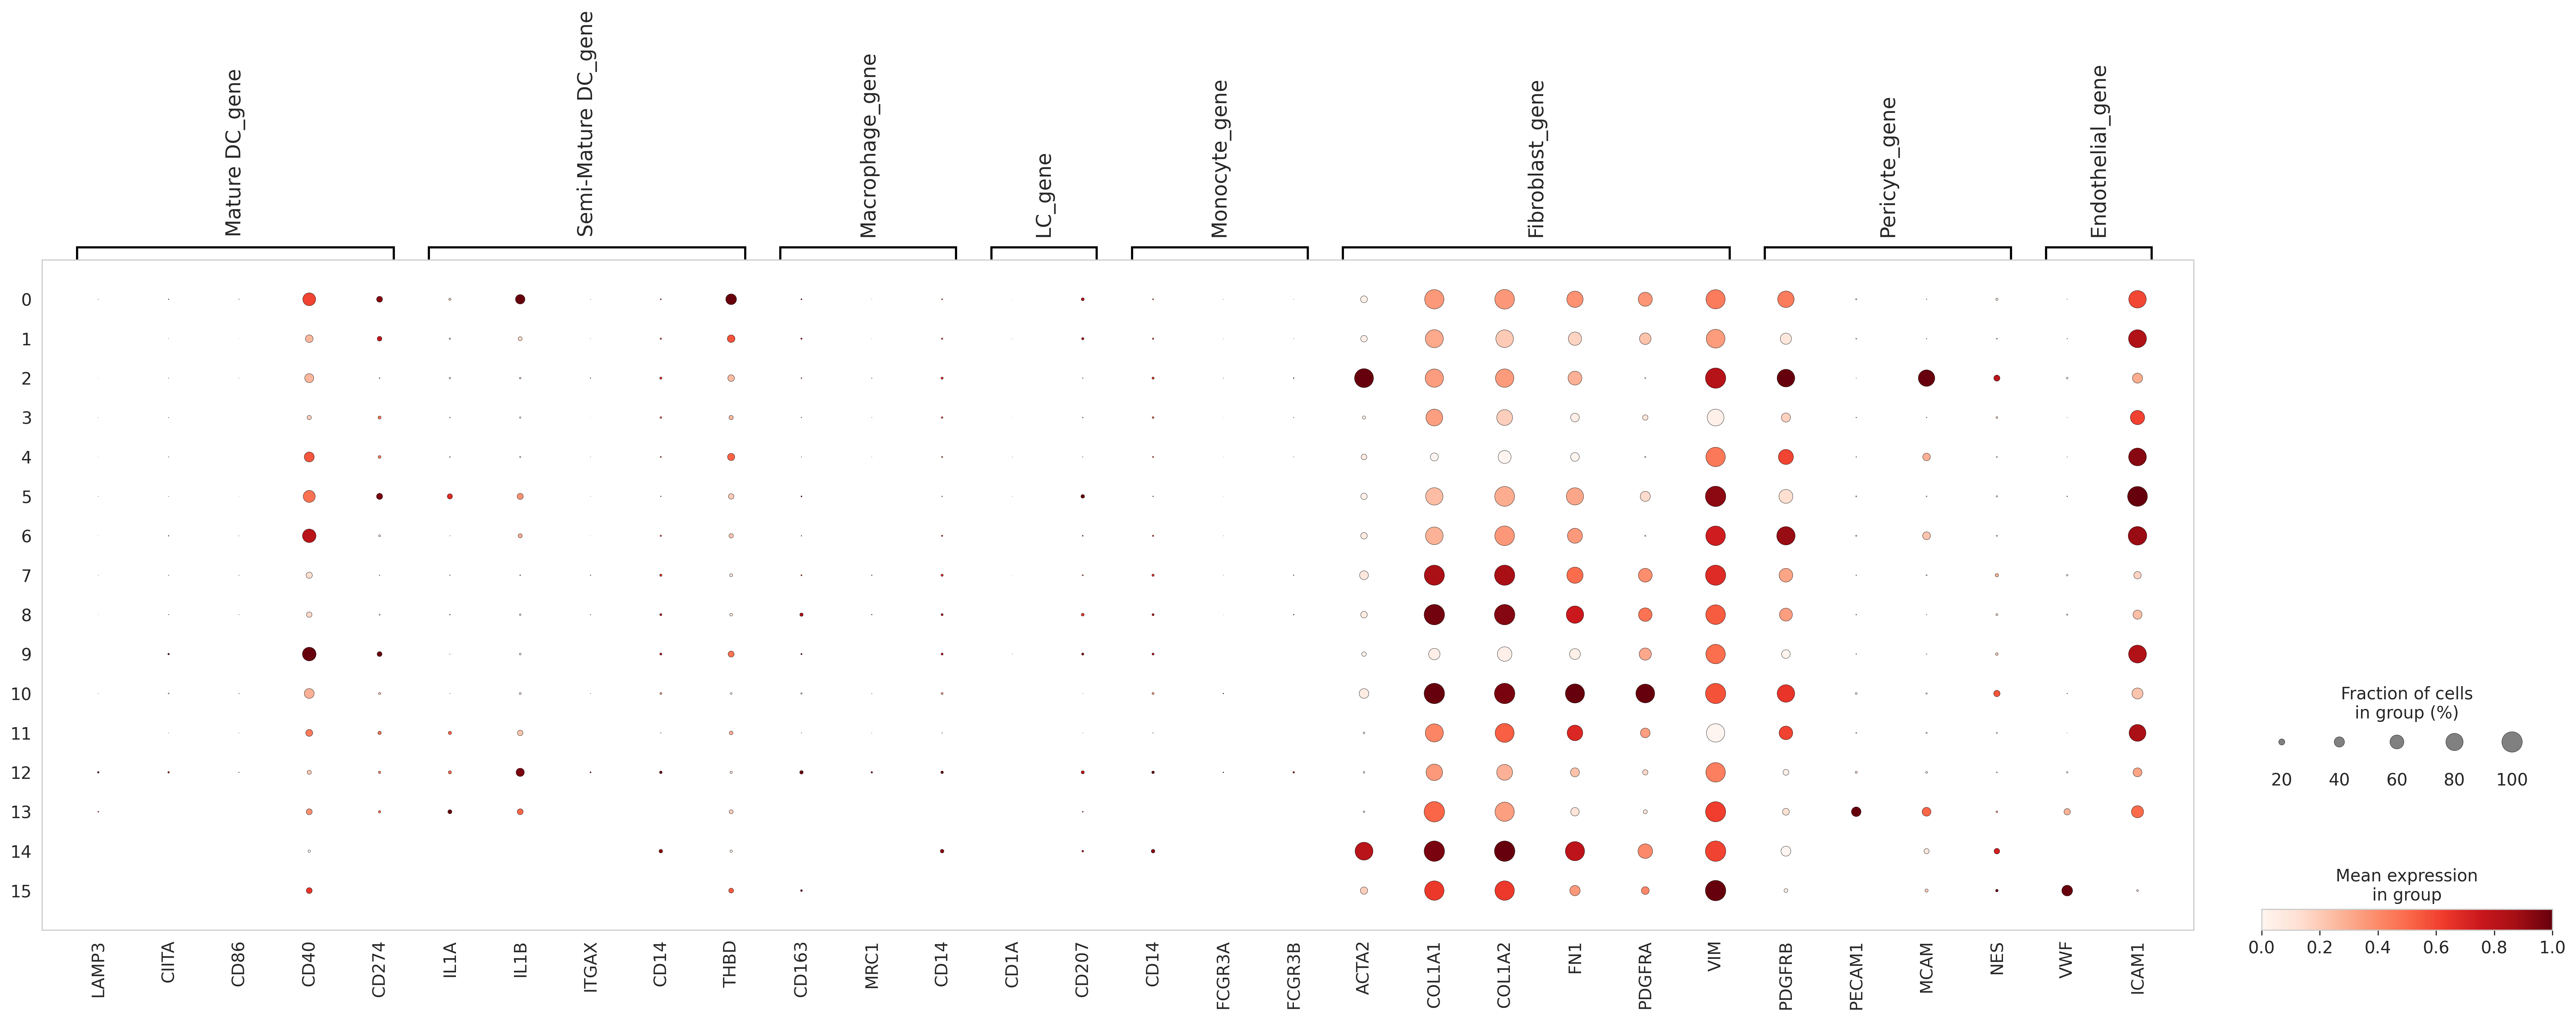 Mature DC_gene
Semi-Mature DC_gene
Macrophage_gene
LC_gene
Monocyte_gene
Fibroblast_gene
Pericyte_gene
Endothelial_gene
0
1
2
3
4
5
6
7
8
9
10
11
12
13
14
15
LAMP3
CIITA
CD86
CD40
CD274
IL1A
IL1B
ITGAX
CD14
THBD
CD163
MRC1
CD14
CD1A
CD207
CD14
FCGR3A
FCGR3B
ACTA2
COL1A1
COL1A2
FN1
PDGFRA
VIM
PDGFRB
PECAM1
MCAM
NES
VWF
ICAM1
Fraction of cells
in group (%)
20 40 60 80 100
Mean expression
in group
0.0 0.2 0.4 0.6 0.8 1.0